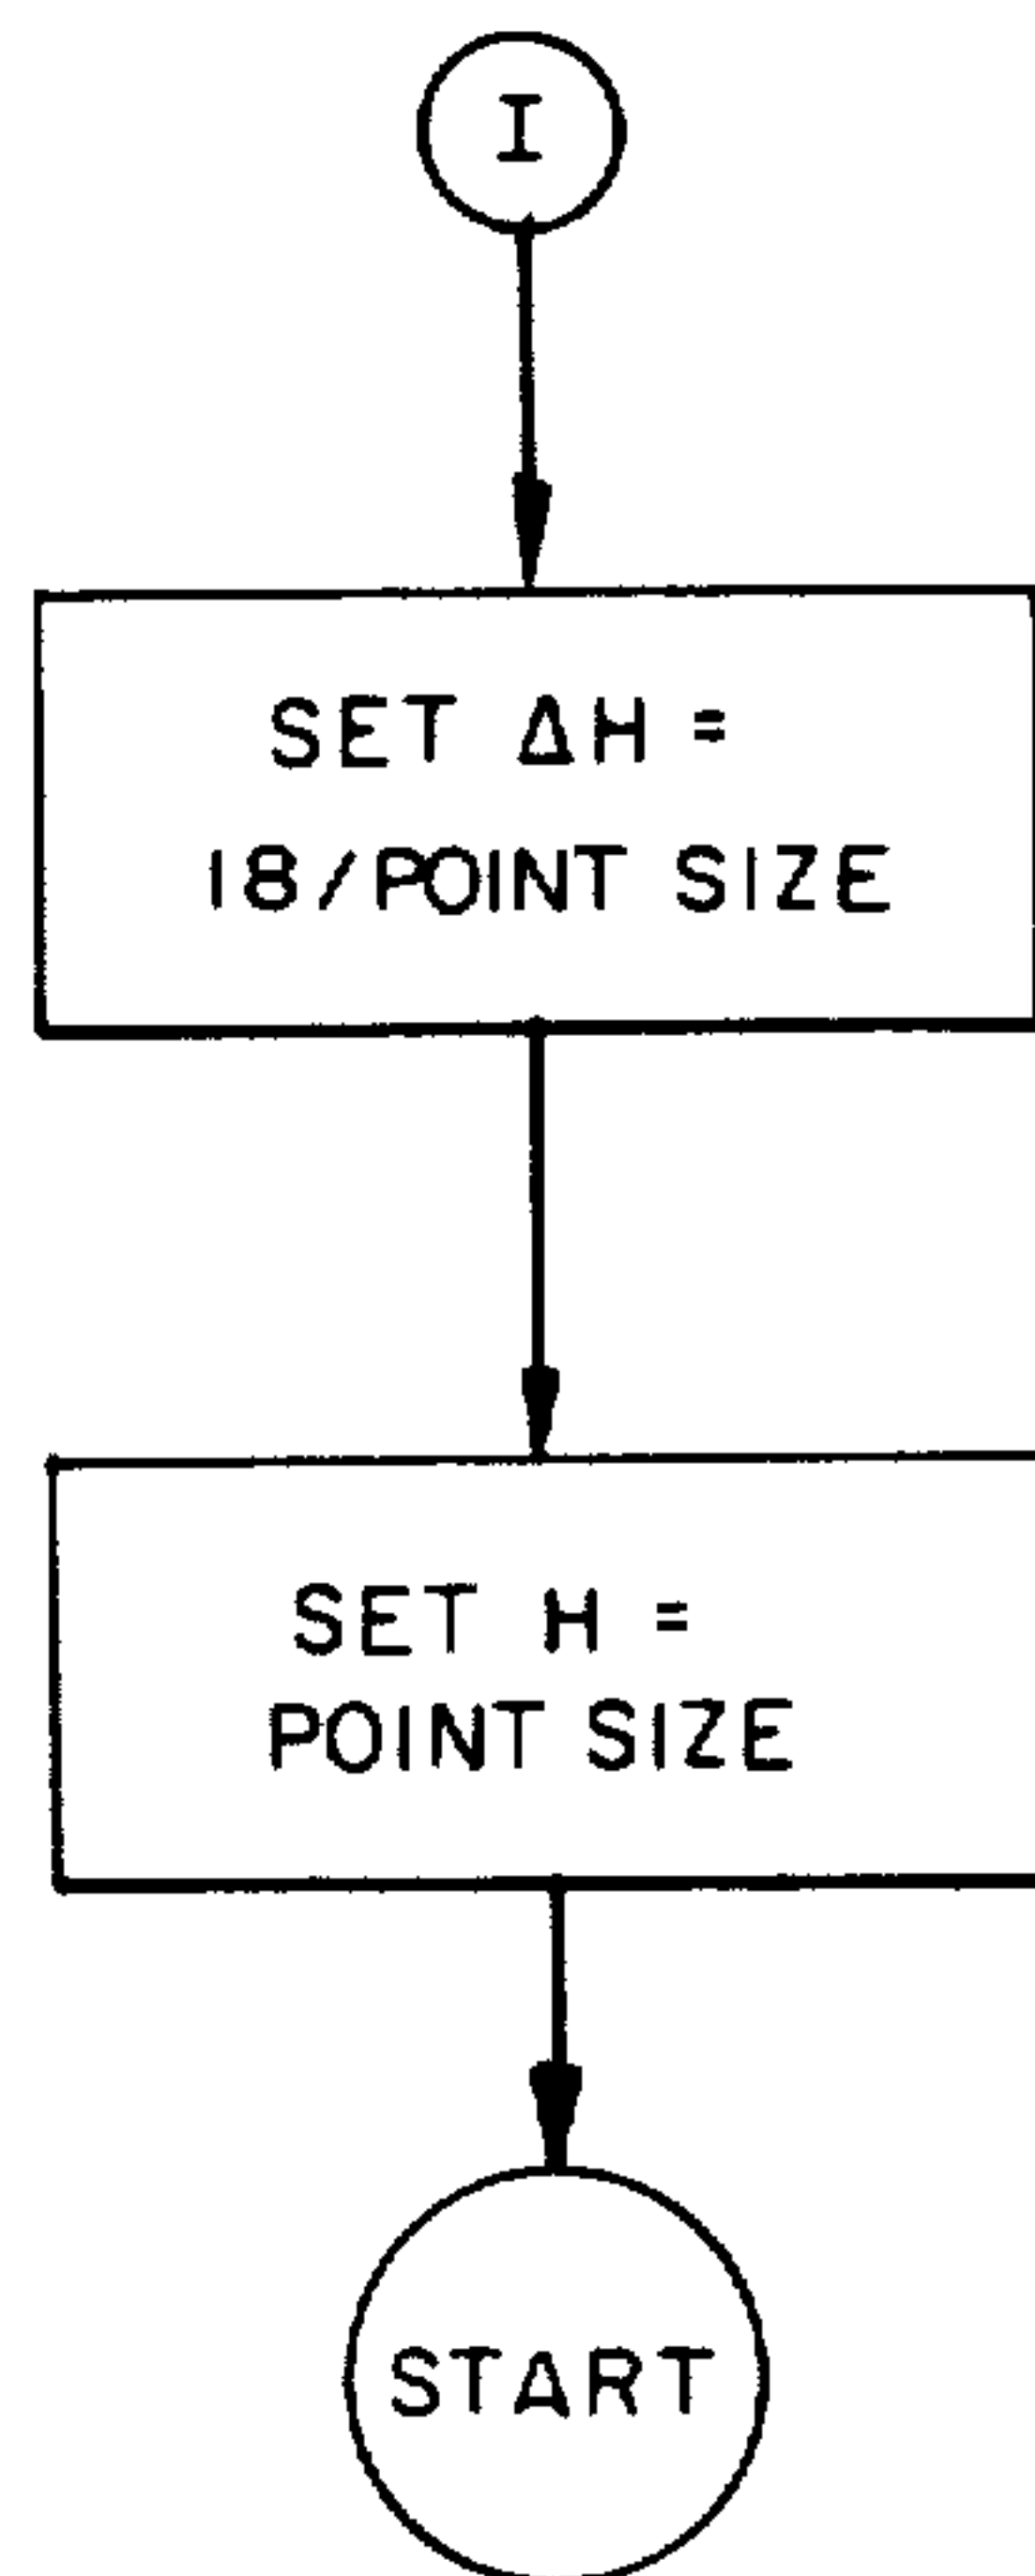 I
SET ΔH =
18/POINT SIZE
SET H =
POINT SIZE
START